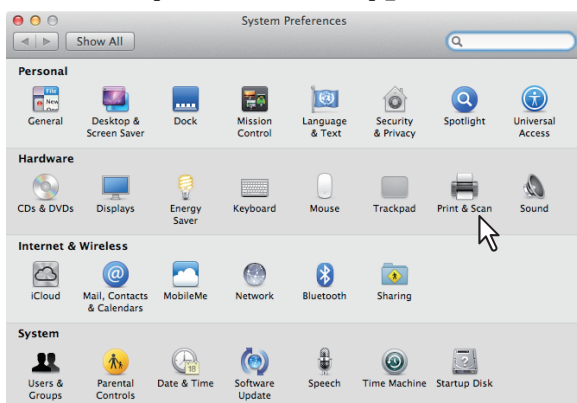 System Preferences
Show All
Personal
File
New
General
Desktop &
Screen Saver
Dock
Mission
Control
Language
& Text
Security
& Privacy
Spotlight
Universal
Access
Hardware
CDs & DVDs
Displays
Energy
Saver
Keyboard
Mouse
Trackpad
Print & Scan
Sound
Internet & Wireless
iCloud
@
Mail, Contacts
& Calendars
MobileMe
Network
Bluetooth
Sharing
System
Users &
Groups
Parental
Controls
18
Date & Time
Software
Update
Speech
Time Machine
?
Startup Disk